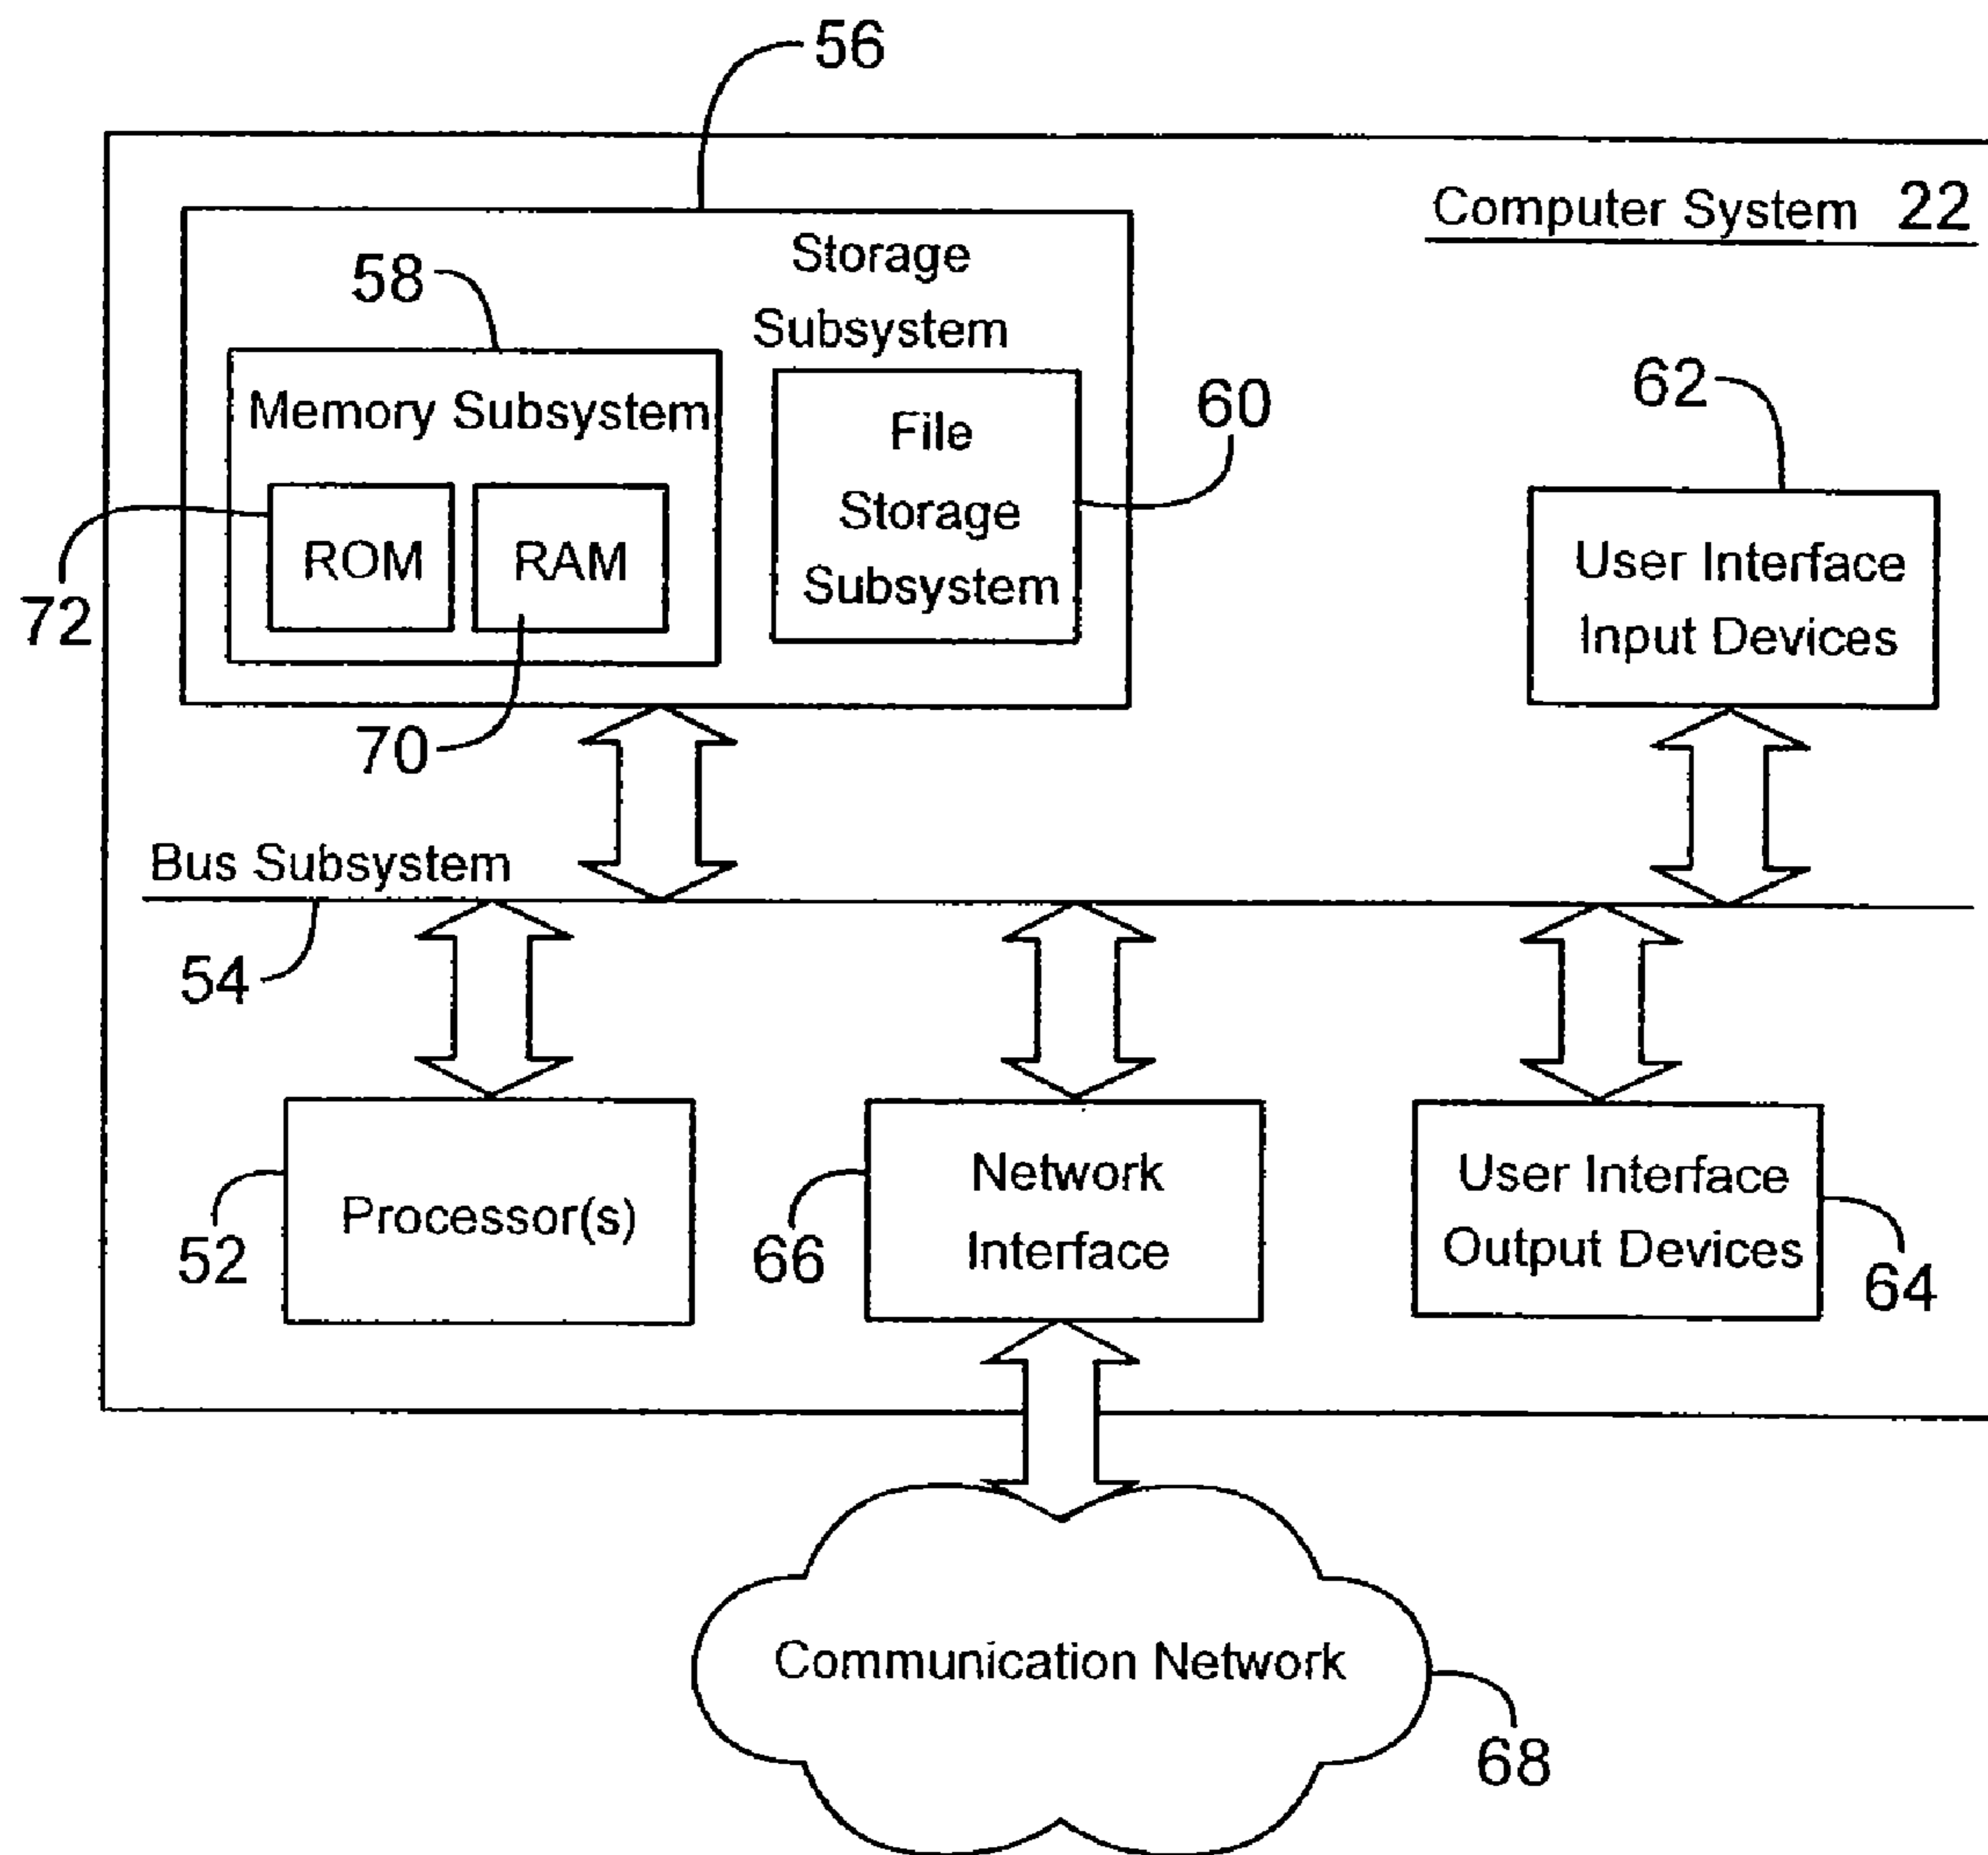 56
Computer System 22
Storage
Subsystem
58
Memory Subsystem
File
Storage
Subsystem
60
62
ROM
RAM
User Interface
Input Devices
72
70
Bus Subsystem
54
Processor(s)
52
Network
Interface
66
User Interface
Output Devices
64
Communication Network
68